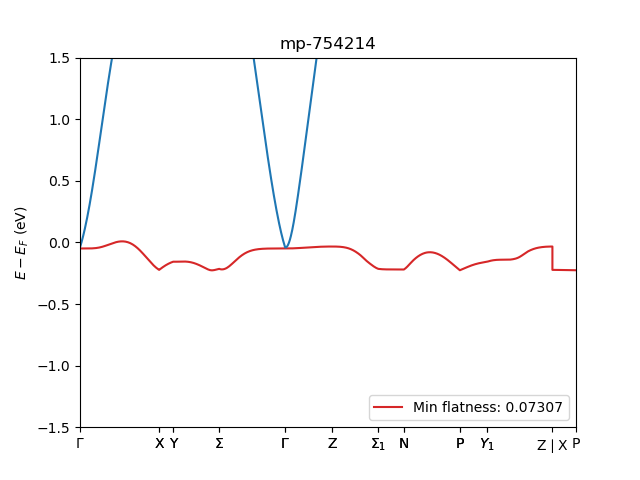 mp-754214
E − E_F (eV)
1.5
1.0
0.5
0.0
−0.5
−1.0
−1.5
Min flatness: 0.07307
Γ X Y Σ Γ Z Σ₁ N P Y₁ Z | X P